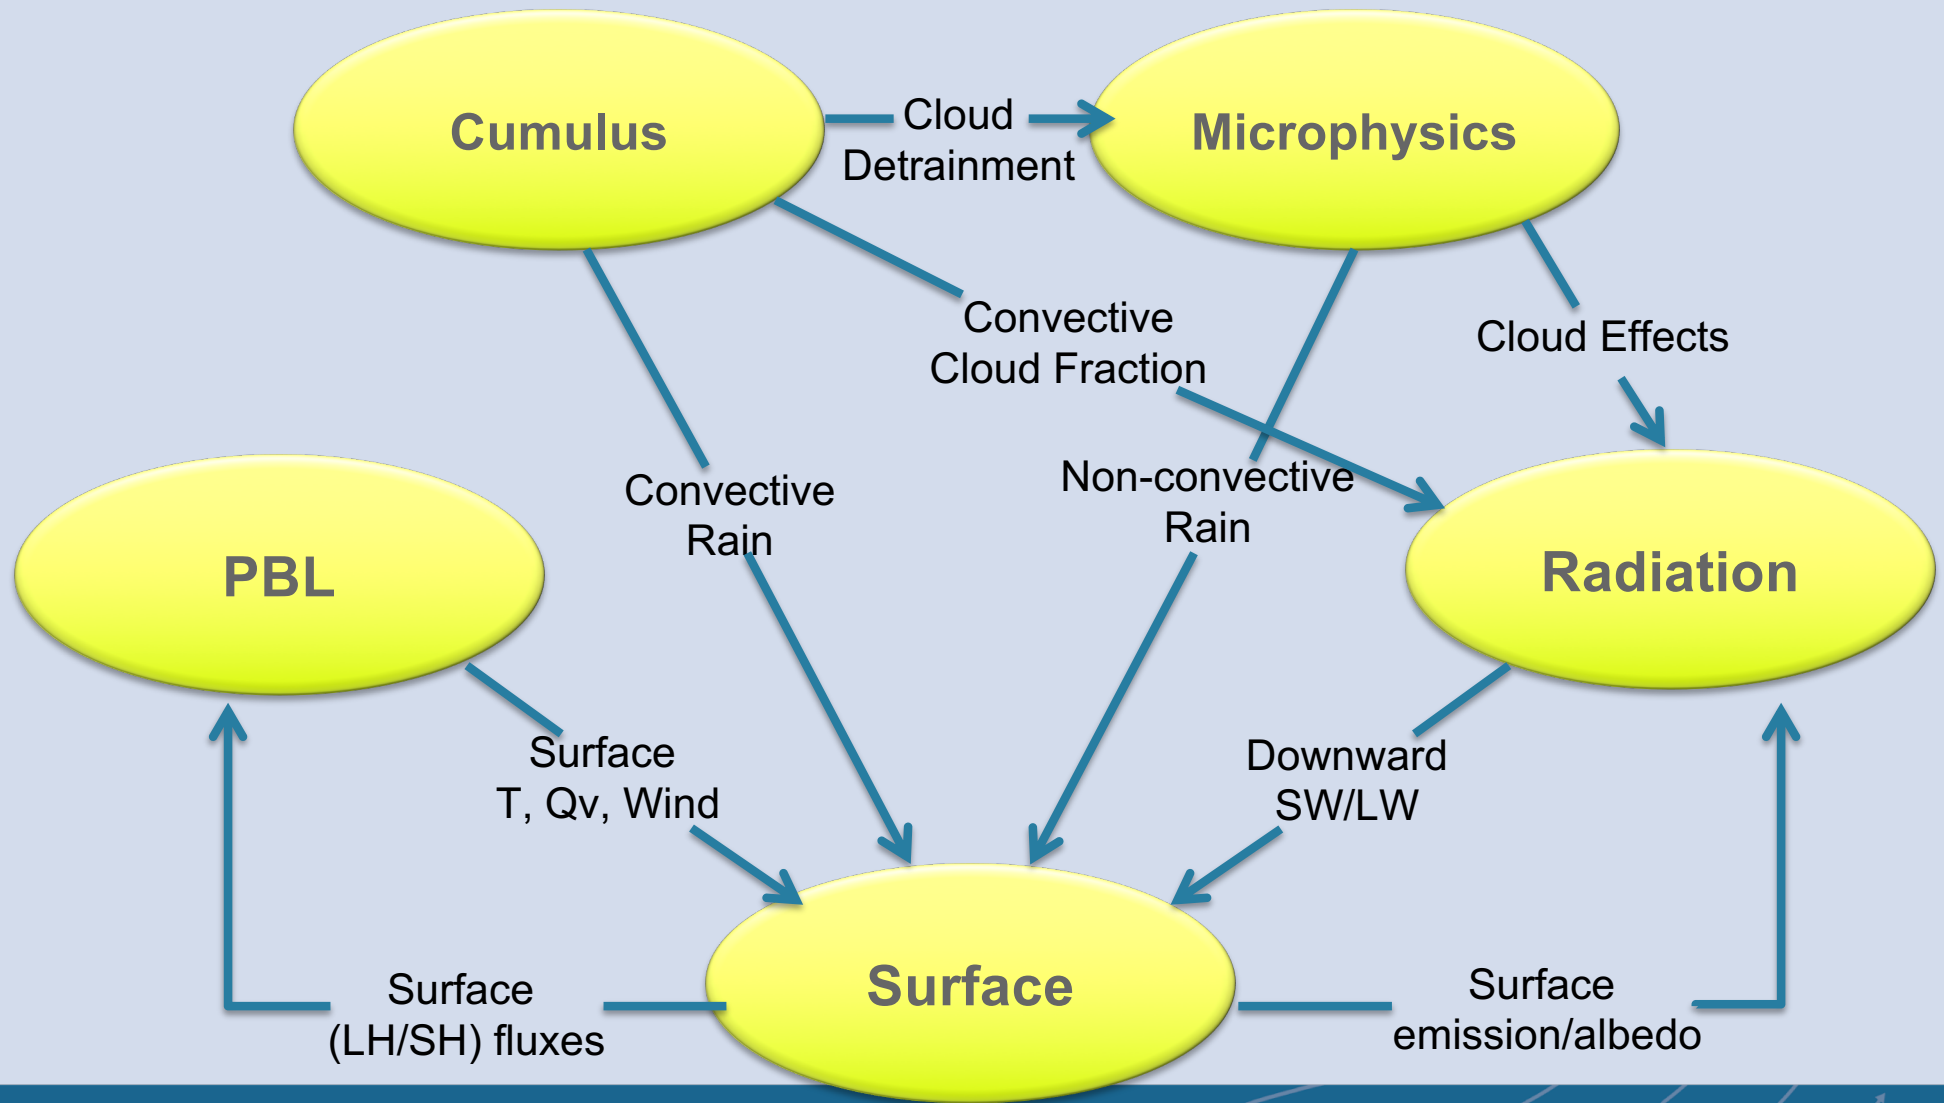 Cumulus
Cloud
Detrainment
Microphysics
Convective
Cloud Fraction
Cloud Effects
Convective
Rain
Non-convective
Rain
PBL
Radiation
Surface
T, Qv, Wind
Downward
SW/LW
Surface
Surface
(LH/SH) fluxes
Surface
emission/albedo